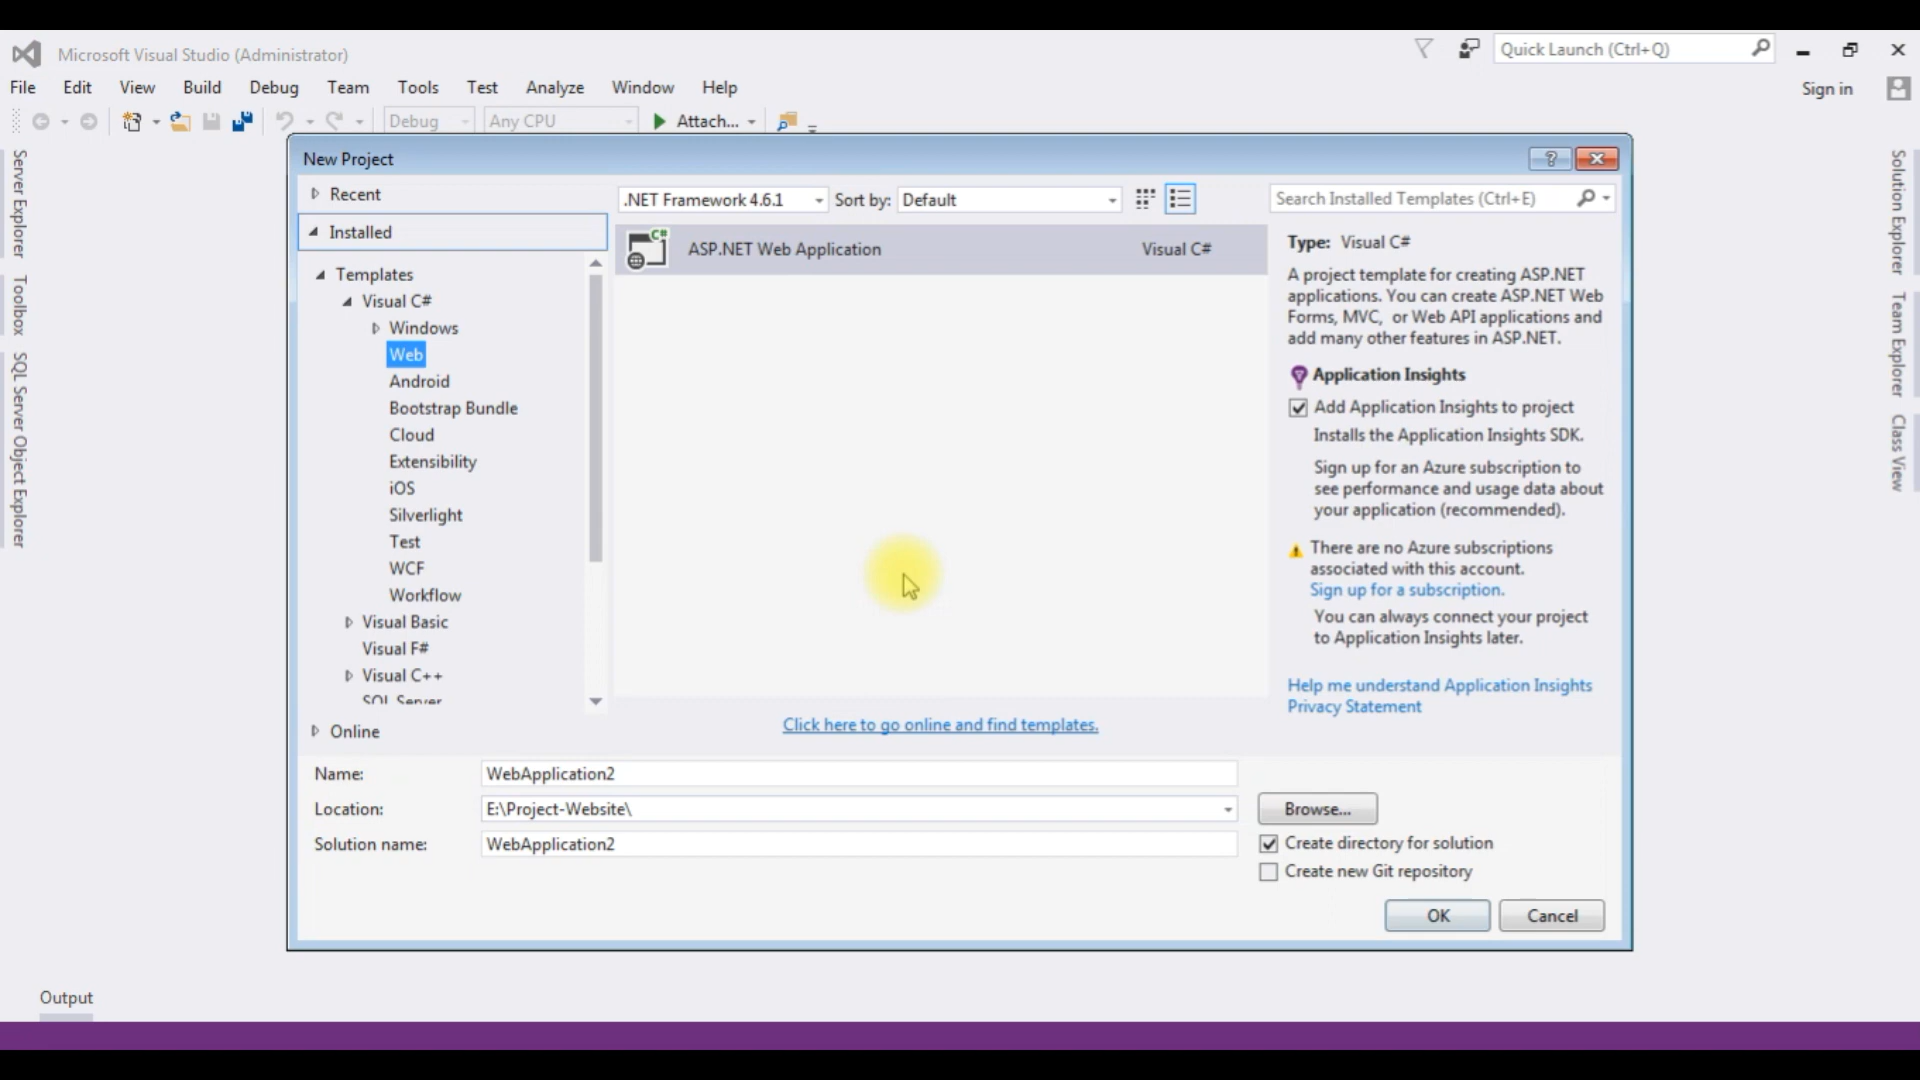 Microsoft Visual Studio (Administrator)
Quick Launch (Ctrl+Q)
File Edit View Build Debug Team Tools Test Analyze Window Help
Sign in
Debug
Any CPU
Attach...
Server Explorer
Toolbox
SQL Server Object Explorer
New Project
?
Recent
Installed
Templates
Visual C#
Windows
Web
Android
Bootstrap Bundle
Cloud
Extensibility
iOS
Silverlight
Test
WCF
Workflow
Visual Basic
Visual F#
Visual C++
SQL Server
Online
.NET Framework 4.6.1
Sort by: Default
C#
ASP.NET Web Application
Visual C#
Click here to go online and find templates.
Search Installed Templates (Ctrl+E)
Type: Visual C#
A project template for creating ASP.NET
applications. You can create ASP.NET Web
Forms, MVC, or Web API applications and
add many other features in ASP.NET.
Application Insights
Add Application Insights to project
Installs the Application Insights SDK.
Sign up for an Azure subscription to
see performance and usage data about
your application (recommended).
There are no Azure subscriptions
associated with this account.
Sign up for a subscription.
You can always connect your project
to Application Insights later.
Help me understand Application Insights
Privacy Statement
Name: WebApplication2
Location: E:\Project-Website\
Browse...
Solution name: WebApplication2
Create directory for solution
Create new Git repository
OK
Cancel
Solution Explorer
Team Explorer
Class View
Output